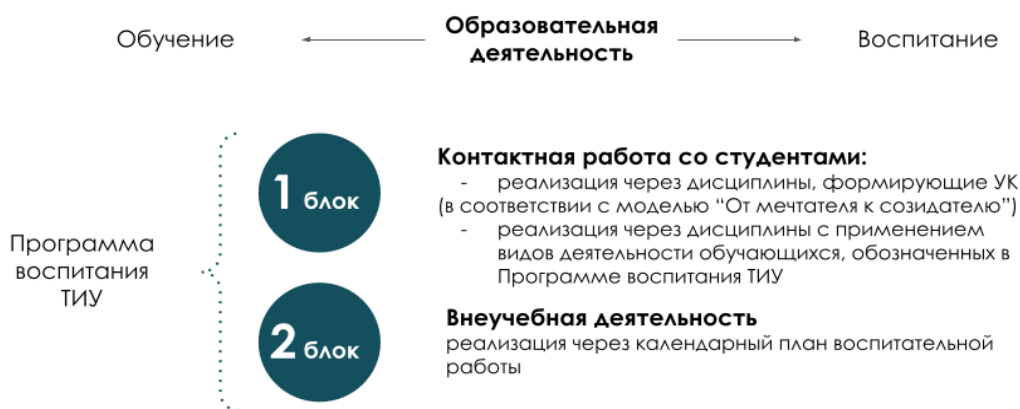 Обучение
Образовательная
деятельность
Воспитание
Программа
воспитания
ТИУ
1 блок
Контактная работа со студентами:
- реализация через дисциплины, формирующие УК
(в соответствии с моделью “От мечтателя к созидателю”)
- реализация через дисциплины с применением
видов деятельности обучающихся, обозначенных в
Программе воспитания ТИУ
2 блок
Внеучебная деятельность
реализация через календарный план воспитательной
работы